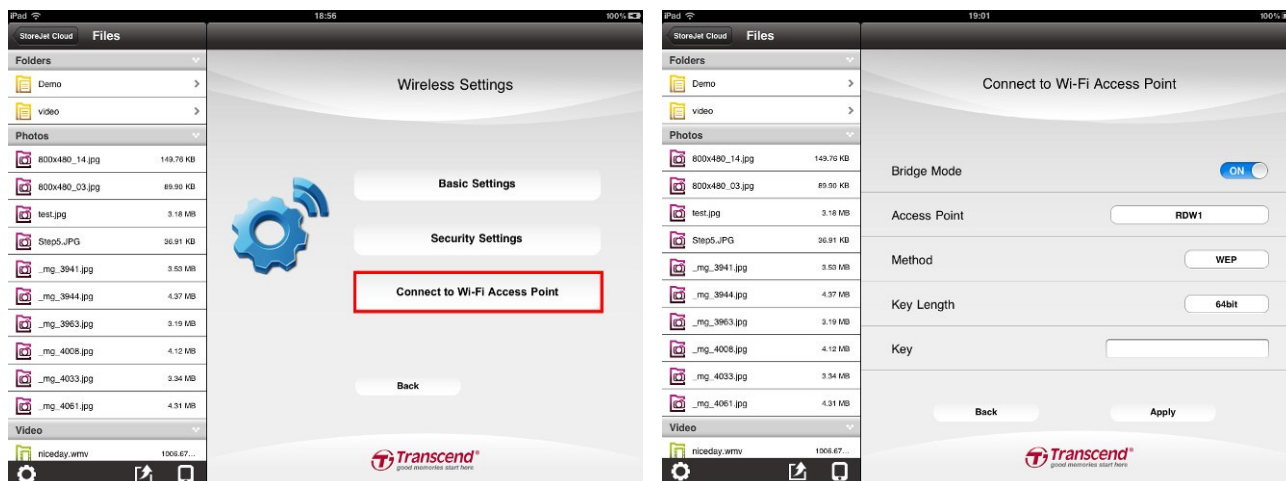 iPad 18:56 100%
StoreJet Cloud Files
Folders
Demo
video
Photos
800x480_14.jpg 149.76 KB
800x480_03.jpg 89.90 KB
test.jpg 3.18 MB
Step5.JPG 36.91 KB
_mg_3941.jpg 3.53 MB
_mg_3944.jpg 4.37 MB
_mg_3963.jpg 3.19 MB
_mg_4008.jpg 4.12 MB
_mg_4033.jpg 3.34 MB
_mg_4061.jpg 4.31 MB
Video
niceday.wmv 1006.67...
Wireless Settings
Basic Settings
Security Settings
Connect to Wi-Fi Access Point
Back
Transcend®
good memories start here
iPad 19:01 100%
StoreJet Cloud Files
Folders
Demo
video
Photos
800x480_14.jpg 149.76 KB
800x480_03.jpg 89.90 KB
test.jpg 3.18 MB
Step5.JPG 36.91 KB
_mg_3941.jpg 3.53 MB
_mg_3944.jpg 4.37 MB
_mg_3963.jpg 3.19 MB
_mg_4008.jpg 4.12 MB
_mg_4033.jpg 3.34 MB
_mg_4061.jpg 4.31 MB
Video
niceday.wmv 1006.67...
Connect to Wi-Fi Access Point
Bridge Mode ON
Access Point RDW1
Method WEP
Key Length 64bit
Key
Back Apply
Transcend®
good memories start here